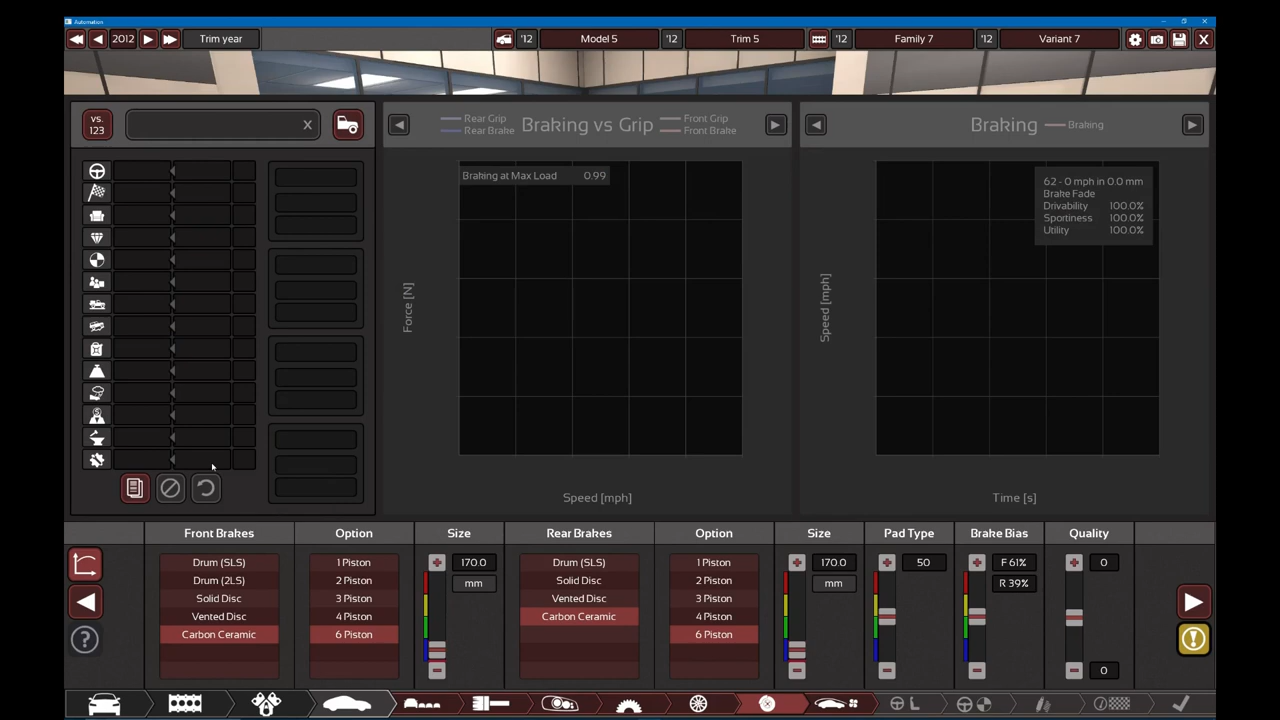 Automation
2012
Trim year
'12
Model 5
'12
Trim 5
'12
Family 7
'12
Variant 7
vs.
123
x
Rear Grip
Rear Brake
Braking vs Grip
Front Grip
Front Brake
Braking
Braking
Braking at Max Load 0.99
62 - 0 mph in 0.0 mm
Brake Fade
Drivability 100.0%
Sportiness 100.0%
Utility 100.0%
Force [N]
Speed [mph]
Speed [mph]
Time [s]
Front Brakes
Option
Size
Rear Brakes
Option
Size
Pad Type
Brake Bias
Quality
Drum (SLS)
Drum (2LS)
Solid Disc
Vented Disc
Carbon Ceramic
1 Piston
2 Piston
3 Piston
4 Piston
6 Piston
170.0
mm
Drum (SLS)
Solid Disc
Vented Disc
Carbon Ceramic
1 Piston
2 Piston
3 Piston
4 Piston
6 Piston
170.0
mm
50
F 61%
R 39%
0
0
?